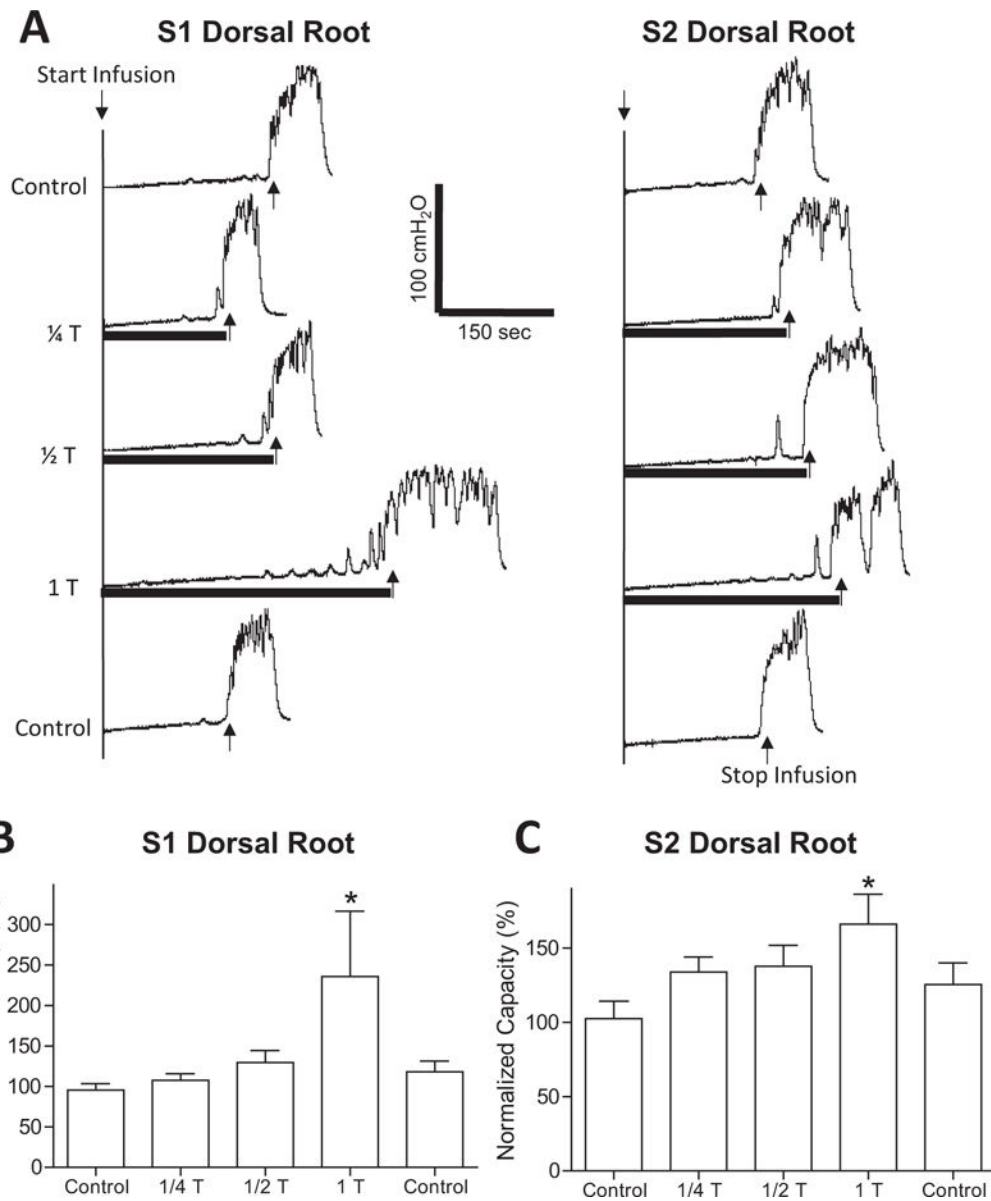 A
S1 Dorsal Root
S2 Dorsal Root
Start Infusion
Control
100 cmH₂O
150 sec
¼ T
½ T
1 T
Control
Stop Infusion
B
S1 Dorsal Root
300
250
200
150
100
50
0
Control 1/4 T 1/2 T 1 T Control
*
C
S2 Dorsal Root
Normalized Capacity (%)
150
100
50
0
Control 1/4 T 1/2 T 1 T Control
*